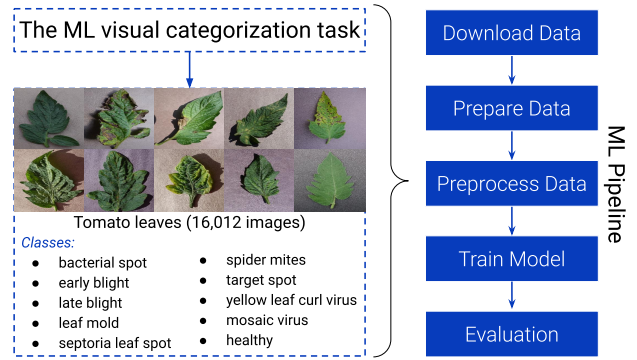 The ML visual categorization task
Tomato leaves (16,012 images)
Classes:
● bacterial spot
● early blight
● late blight
● leaf mold
● septoria leaf spot
● spider mites
● target spot
● yellow leaf curl virus
● mosaic virus
● healthy
Download Data
Prepare Data
Preprocess Data
Train Model
Evaluation
ML Pipeline